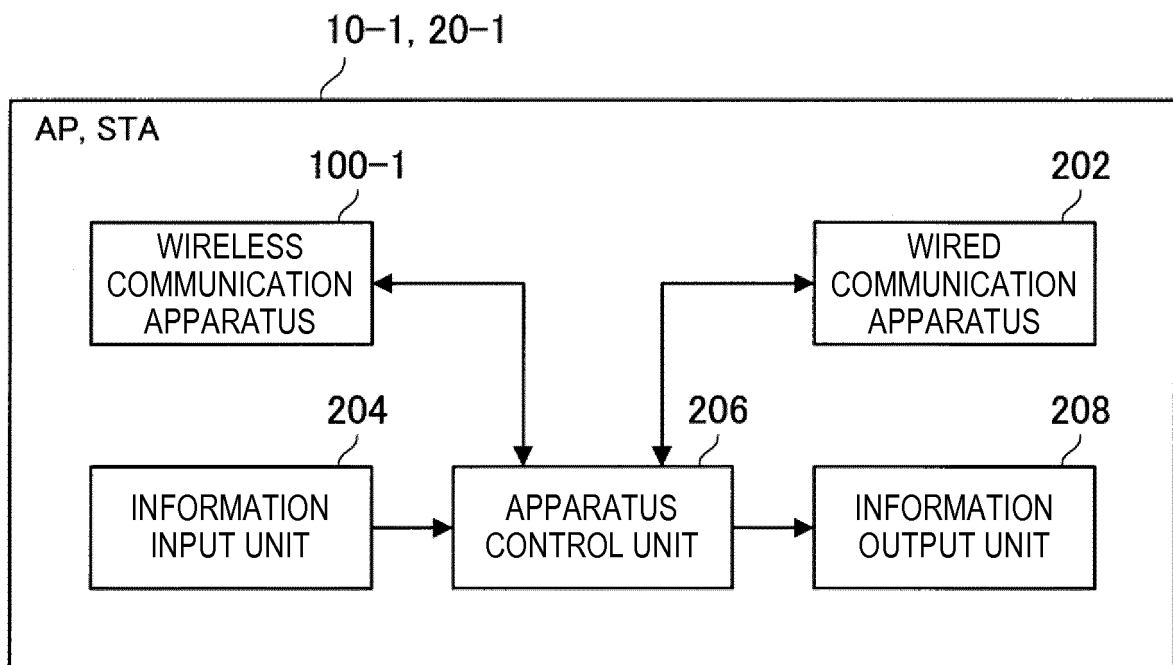 10-1, 20-1
AP, STA
100-1
WIRELESS
COMMUNICATION
APPARATUS
202
WIRED
COMMUNICATION
APPARATUS
204
INFORMATION
INPUT UNIT
206
APPARATUS
CONTROL UNIT
208
INFORMATION
OUTPUT UNIT